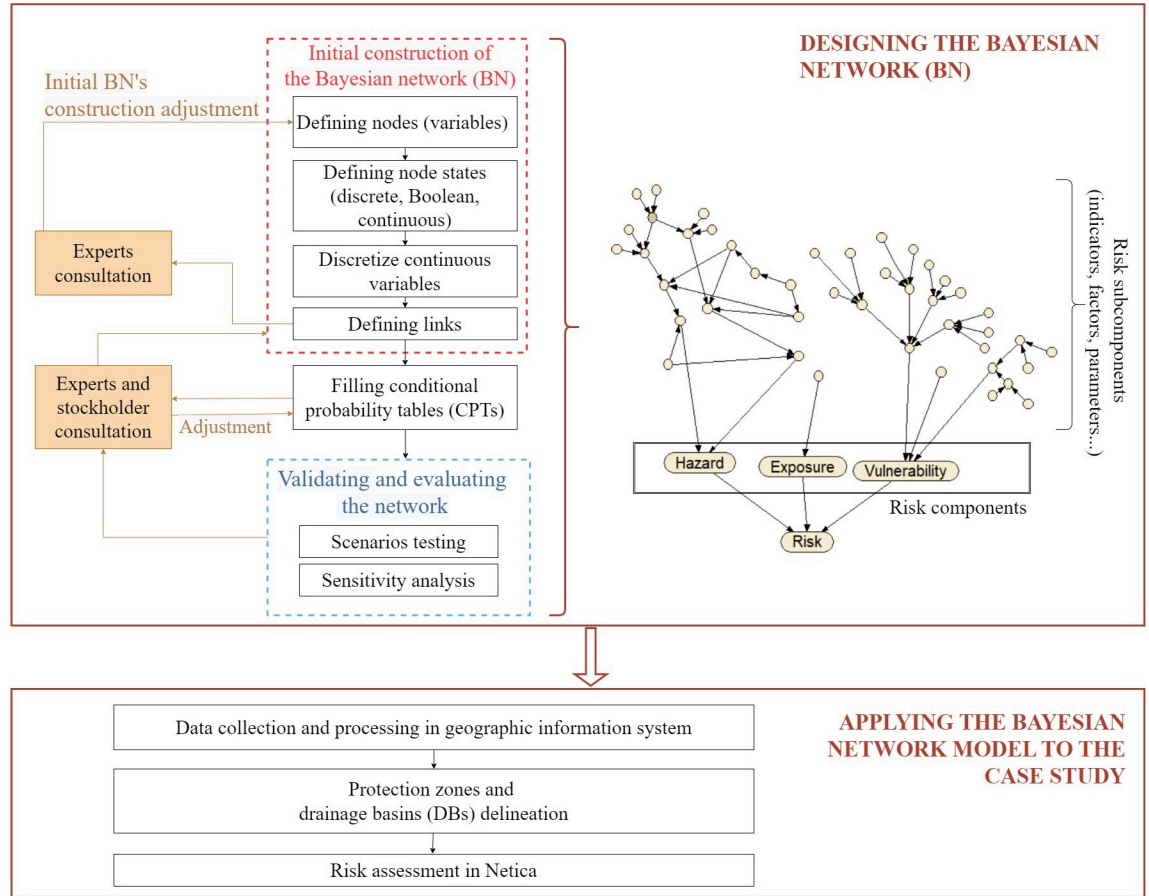 DESIGNING THE BAYESIAN
NETWORK (BN)
Initial construction of
the Bayesian network (BN)
Initial BN's
construction adjustment
Defining nodes (variables)
Defining node states
(discrete, Boolean,
continuous)
Experts
consultation
Discretize continuous
variables
Defining links
Experts and
stockholder
consultation
Adjustment
Filling conditional
probability tables (CPTs)
Validating and evaluating
the network
Scenarios testing
Sensitivity analysis
Risk subcomponents
(indicators, factors, parameters...)
Hazard
Exposure
Vulnerability
Risk components
Risk
APPLYING THE BAYESIAN
NETWORK MODEL TO THE
CASE STUDY
Data collection and processing in geographic information system
Protection zones and
drainage basins (DBs) delineation
Risk assessment in Netica